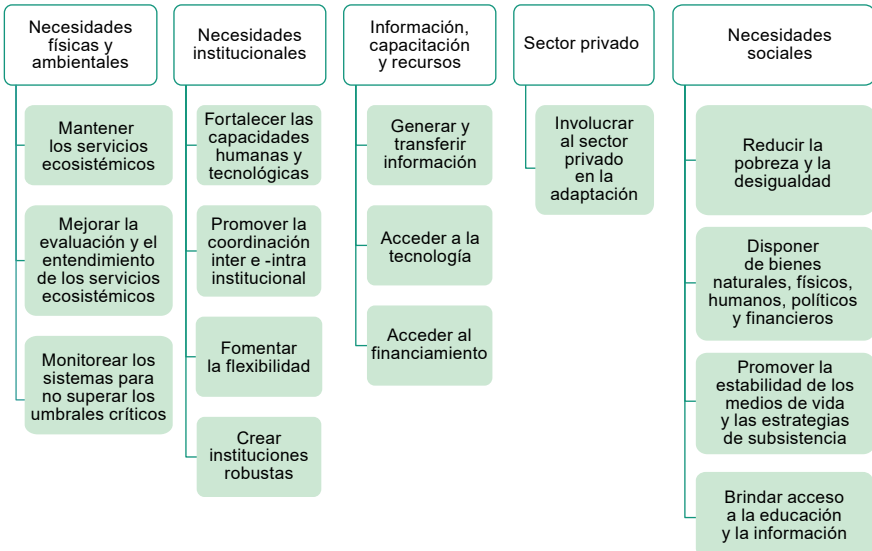 Necesidades
físicas y
ambientales
Mantener
los servicios
ecosistémicos
Mejorar la
evaluación y el
entendimiento
de los servicios
ecosistémicos
Monitorear los
sistemas para
no superar los
umbrales críticos
Necesidades
institucionales
Fortalecer las
capacidades
humanas y
tecnológicas
Promover la
coordinación
inter e -intra
institucional
Fomentar
la flexibilidad
Crear
instituciones
robustas
Información,
capacitación
y recursos
Generar y
transferir
información
Acceder a la
tecnología
Acceder al
financiamiento
Sector privado
Involucrar
al sector
privado
en la
adaptación
Necesidades
sociales
Reducir la
pobreza y la
desigualdad
Disponer
de bienes
naturales, físicos,
humanos, políticos
y financieros
Promover la
estabilidad de los
medios de vida
y las estrategias
de subsistencia
Brindar acceso
a la educación
y la información